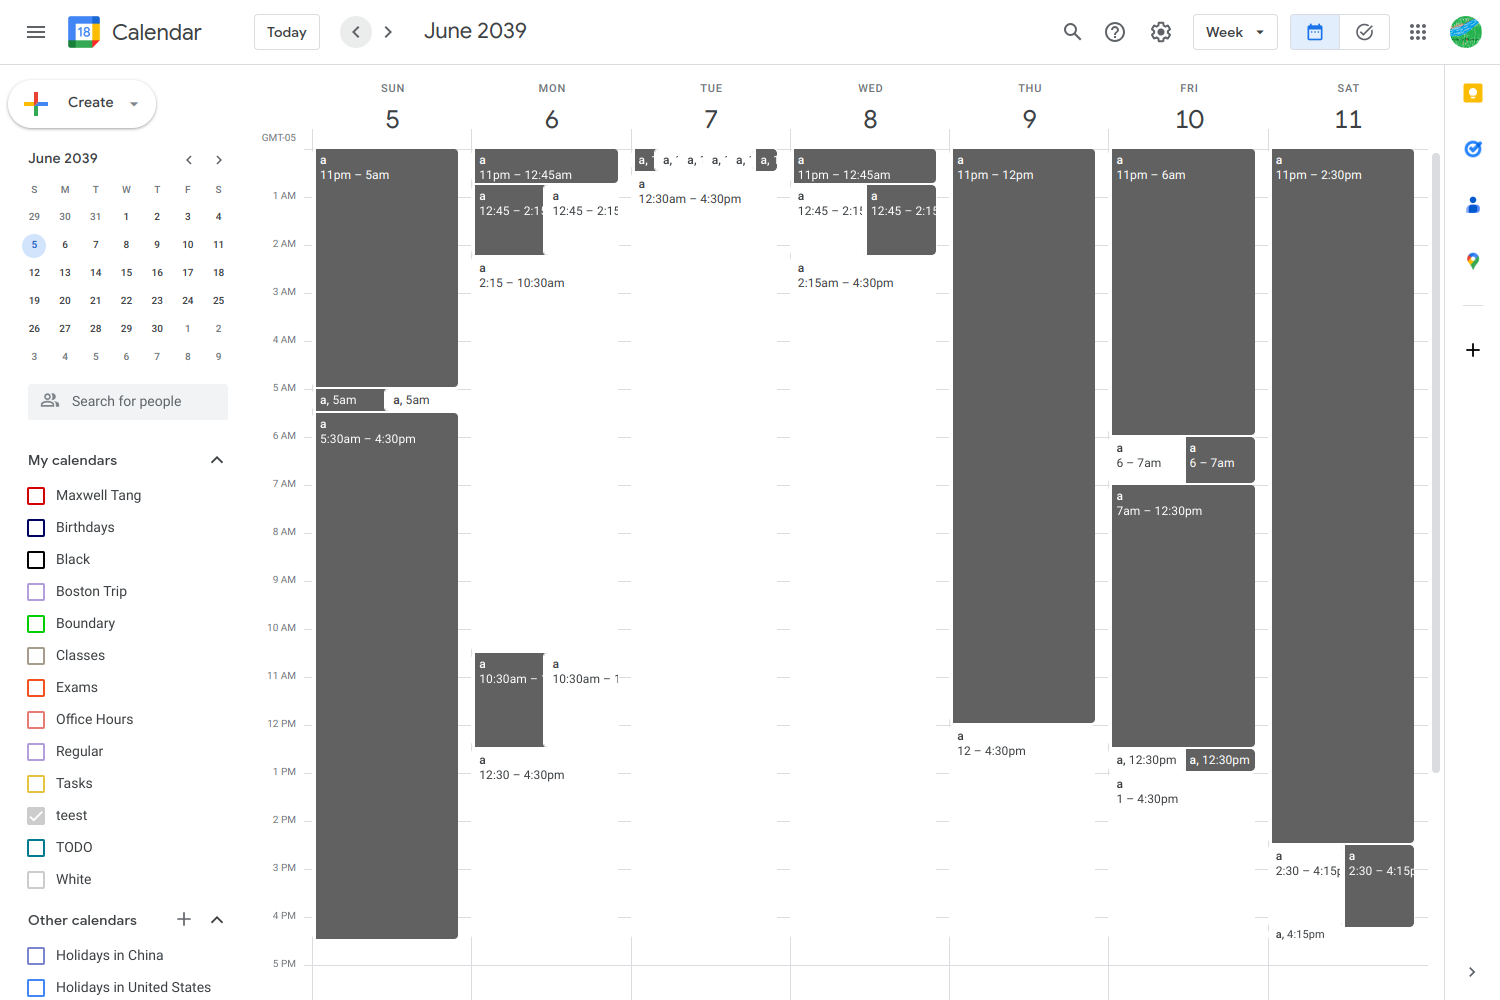 18 Calendar Today June 2039 Week
Create
June 2039
S M T W T F S
29 30 31 1 2 3 4
5 6 7 8 9 10 11
12 13 14 15 16 17 18
19 20 21 22 23 24 25
26 27 28 29 30 1 2
3 4 5 6 7 8 9
Search for people
My calendars
Maxwell Tang
Birthdays
Black
Boston Trip
Boundary
Classes
Exams
Office Hours
Regular
Tasks
teest
TODO
White
Other calendars
Holidays in China
Holidays in United States
SUN MON TUE WED THU FRI SAT
5 6 7 8 9 10 11
GMT-05
1 AM
2 AM
3 AM
4 AM
5 AM
6 AM
7 AM
8 AM
9 AM
10 AM
11 AM
12 PM
1 PM
2 PM
3 PM
4 PM
5 PM
a
11pm – 5am
a, 5am
a, 5am
a
5:30am – 4:30pm
a
11pm – 12:45am
a
12:45 – 2:15
a
12:45 – 2:15
a
2:15 – 10:30am
a
10:30am –
a
10:30am – 1
a
12:30 – 4:30pm
a, a, a, a, a, a,
a
12:30am – 4:30pm
a
11pm – 12:45am
a
12:45 – 2:15
a
12:45 – 2:15
a
2:15am – 4:30pm
a
11pm – 12pm
a
12 – 4:30pm
a
11pm – 6am
a
6 – 7am
a
6 – 7am
a
7am – 12:30pm
a, 12:30pm
a, 12:30pm
a
1 – 4:30pm
a
11pm – 2:30pm
a
2:30 – 4:15p
a
2:30 – 4:15p
a, 4:15pm